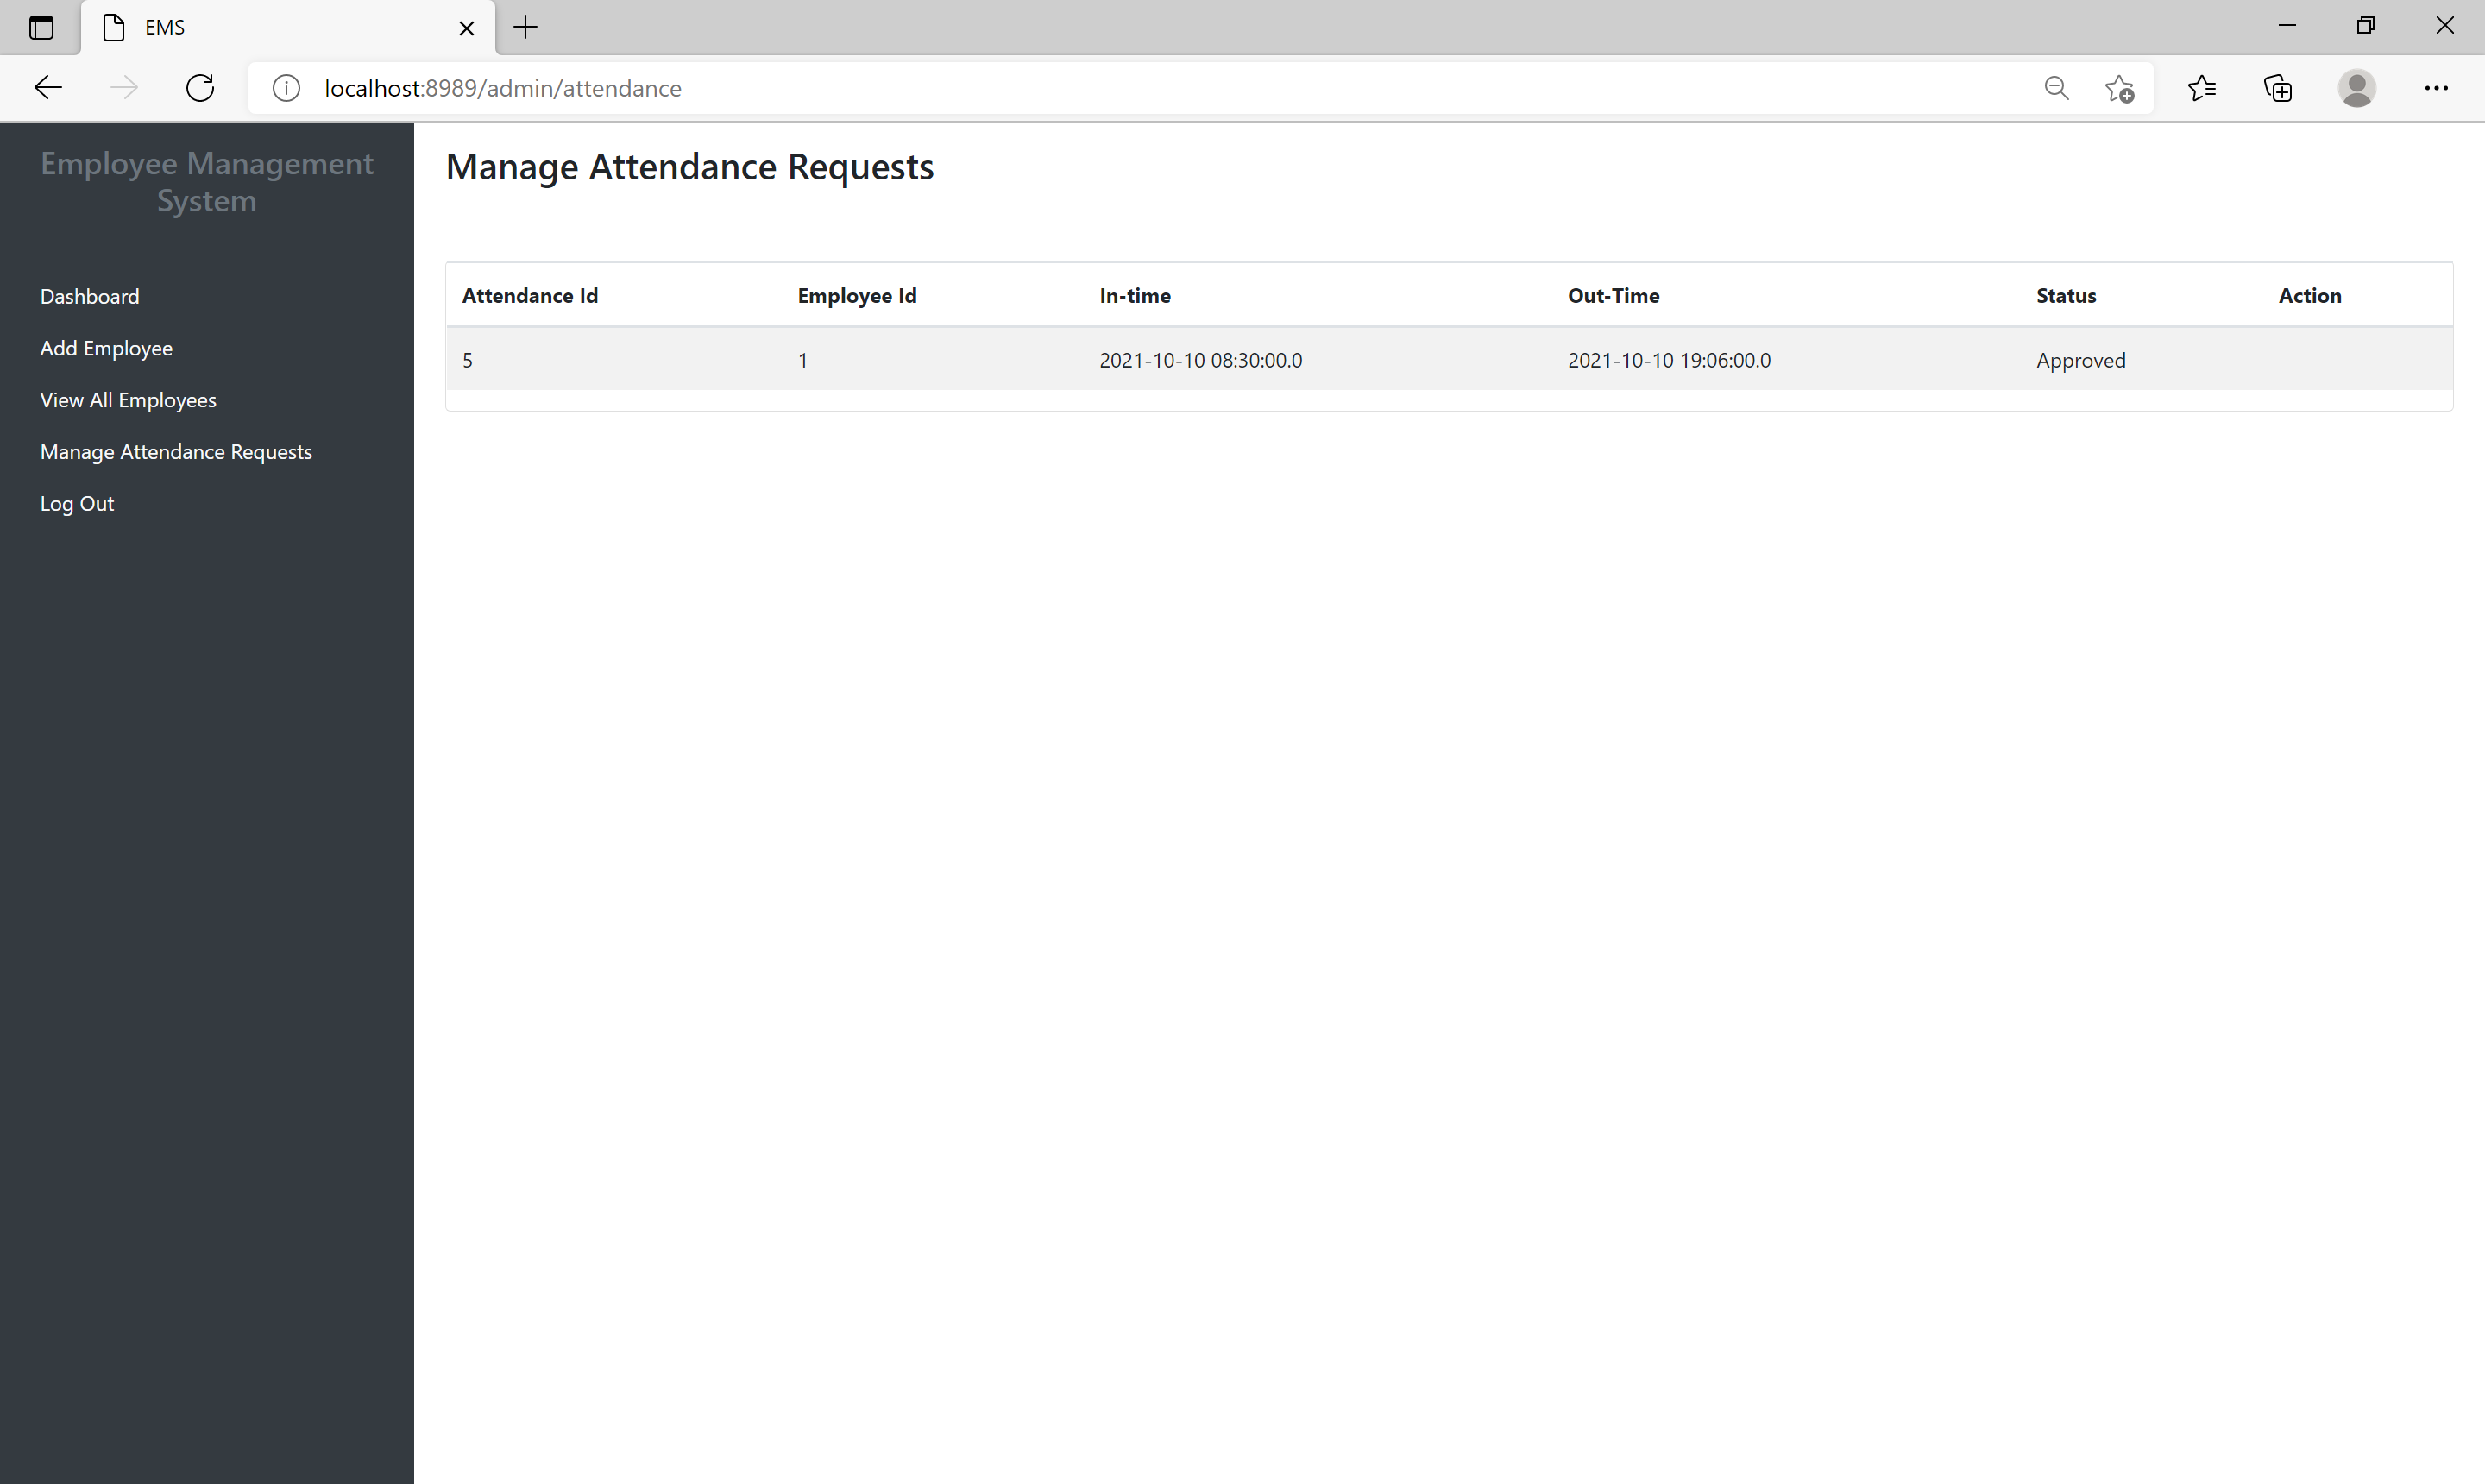 EMS
localhost:8989/admin/attendance
Employee Management
System
Dashboard
Add Employee
View All Employees
Manage Attendance Requests
Log Out
Manage Attendance Requests
Attendance Id Employee Id In-time Out-Time Status Action
5 1 2021-10-10 08:30:00.0 2021-10-10 19:06:00.0 Approved